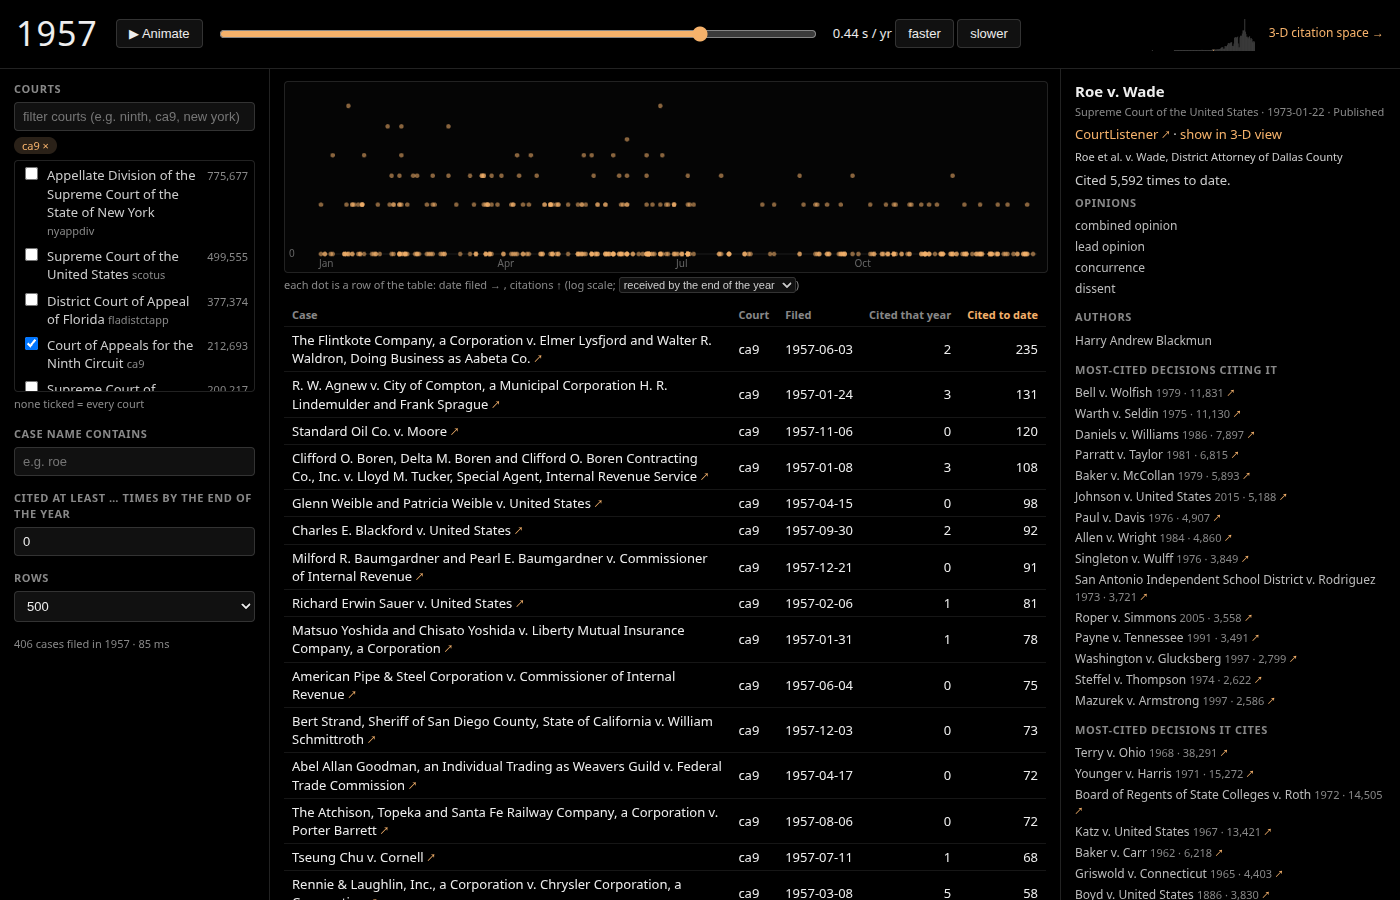 1957
▶ Animate
0.44 s / yr
faster
slower
3-D citation space →
COURTS
filter courts (e.g. ninth, ca9, new york)
ca9 ×
Appellate Division of the Supreme Court of the State of New York nyappdiv 775,677
Supreme Court of the United States scotus 499,555
District Court of Appeal of Florida fladistctapp 377,374
Court of Appeals for the Ninth Circuit ca9 212,693
Supreme Court of 200,217
none ticked = every court
CASE NAME CONTAINS
e.g. roe
CITED AT LEAST … TIMES BY THE END OF THE YEAR
0
ROWS
500
406 cases filed in 1957 · 85 ms
0
Jan Apr Jul Oct
each dot is a row of the table: date filed → , citations ↑ (log scale; received by the end of the year )
Case Court Filed Cited that year Cited to date
The Flintkote Company, a Corporation v. Elmer Lysfjord and Walter R. Waldron, Doing Business as Aabeta Co. ↗ ca9 1957-06-03 2 235
R. W. Agnew v. City of Compton, a Municipal Corporation H. R. Lindemulder and Frank Sprague ↗ ca9 1957-01-24 3 131
Standard Oil Co. v. Moore ↗ ca9 1957-11-06 0 120
Clifford O. Boren, Delta M. Boren and Clifford O. Boren Contracting Co., Inc. v. Lloyd M. Tucker, Special Agent, Internal Revenue Service ↗ ca9 1957-01-08 3 108
Glenn Weible and Patricia Weible v. United States ↗ ca9 1957-04-15 0 98
Charles E. Blackford v. United States ↗ ca9 1957-09-30 2 92
Milford R. Baumgardner and Pearl E. Baumgardner v. Commissioner of Internal Revenue ↗ ca9 1957-12-21 0 91
Richard Erwin Sauer v. United States ↗ ca9 1957-02-06 1 81
Matsuo Yoshida and Chisato Yoshida v. Liberty Mutual Insurance Company, a Corporation ↗ ca9 1957-01-31 1 78
American Pipe & Steel Corporation v. Commissioner of Internal Revenue ↗ ca9 1957-06-04 0 75
Bert Strand, Sheriff of San Diego County, State of California v. William Schmittroth ↗ ca9 1957-12-03 0 73
Abel Allan Goodman, an Individual Trading as Weavers Guild v. Federal Trade Commission ↗ ca9 1957-04-17 0 72
The Atchison, Topeka and Santa Fe Railway Company, a Corporation v. Porter Barrett ↗ ca9 1957-08-06 0 72
Tseung Chu v. Cornell ↗ ca9 1957-07-11 1 68
Rennie & Laughlin, Inc., a Corporation v. Chrysler Corporation, a ca9 1957-03-08 5 58
Roe v. Wade
Supreme Court of the United States · 1973-01-22 · Published
CourtListener ↗ · show in 3-D view
Roe et al. v. Wade, District Attorney of Dallas County
Cited 5,592 times to date.
OPINIONS
combined opinion
lead opinion
concurrence
dissent
AUTHORS
Harry Andrew Blackmun
MOST-CITED DECISIONS CITING IT
Bell v. Wolfish 1979 · 11,831 ↗
Warth v. Seldin 1975 · 11,130 ↗
Daniels v. Williams 1986 · 7,897 ↗
Parratt v. Taylor 1981 · 6,815 ↗
Baker v. McCollan 1979 · 5,893 ↗
Johnson v. United States 2015 · 5,188 ↗
Paul v. Davis 1976 · 4,907 ↗
Allen v. Wright 1984 · 4,860 ↗
Singleton v. Wulff 1976 · 3,849 ↗
San Antonio Independent School District v. Rodriguez 1973 · 3,721 ↗
Roper v. Simmons 2005 · 3,558 ↗
Payne v. Tennessee 1991 · 3,491 ↗
Washington v. Glucksberg 1997 · 2,799 ↗
Steffel v. Thompson 1974 · 2,622 ↗
Mazurek v. Armstrong 1997 · 2,586 ↗
MOST-CITED DECISIONS IT CITES
Terry v. Ohio 1968 · 38,291 ↗
Younger v. Harris 1971 · 15,272 ↗
Board of Regents of State Colleges v. Roth 1972 · 14,505 ↗
Katz v. United States 1967 · 13,421 ↗
Baker v. Carr 1962 · 6,218 ↗
Griswold v. Connecticut 1965 · 4,403 ↗
Boyd v. United States 1886 · 3,830 ↗